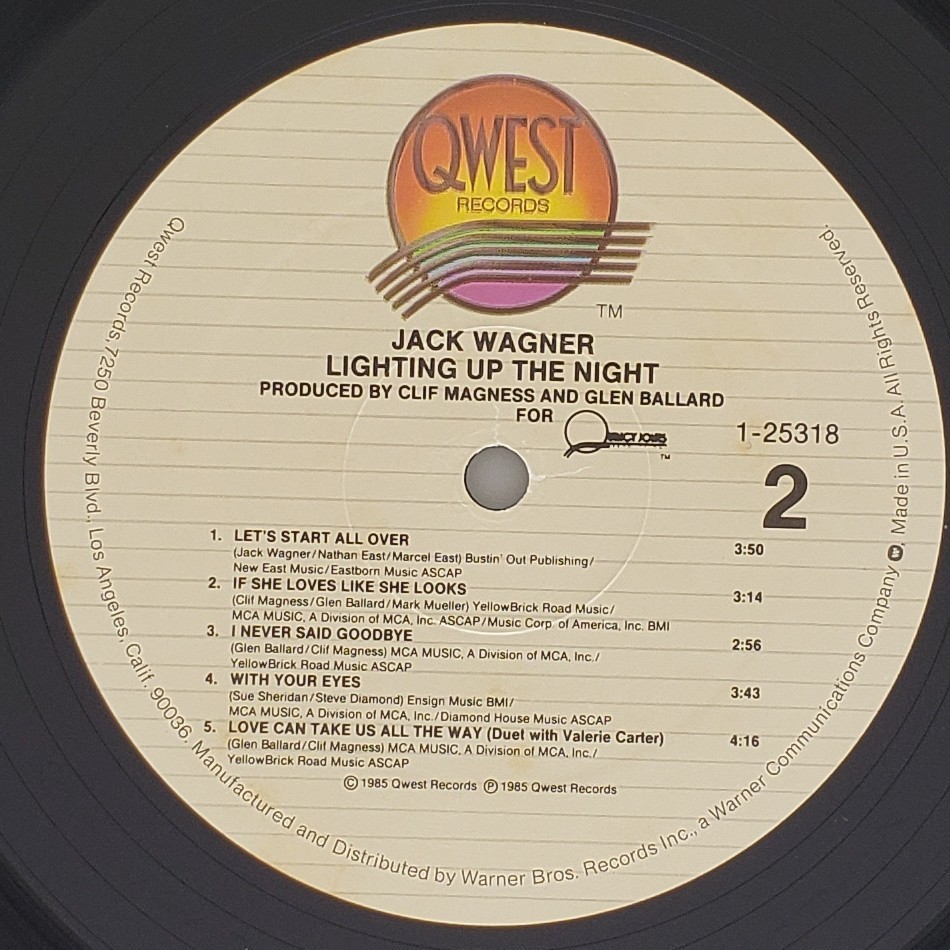 QWEST
RECORDS
TM
JACK WAGNER
LIGHTING UP THE NIGHT
PRODUCED BY CLIF MAGNESS AND GLEN BALLARD
FOR
TM
1-25318
2
1. LET'S START ALL OVER 3:50
(Jack Wagner/Nathan East/Marcel East) Bustin' Out Publishing/
New East Music/Eastborn Music ASCAP
2. IF SHE LOVES LIKE SHE LOOKS 3:14
(Clif Magness/Glen Ballard/Mark Mueller) YellowBrick Road Music/
MCA MUSIC, A Division of MCA, Inc. ASCAP/Music Corp. of America, Inc. BMI
3. I NEVER SAID GOODBYE 2:56
(Glen Ballard/Clif Magness) MCA MUSIC, A Division of MCA, Inc./
YellowBrick Road Music ASCAP
4. WITH YOUR EYES 3:43
(Sue Sheridan/Steve Diamond) Ensign Music BMI/
MCA MUSIC, A Division of MCA, Inc./Diamond House Music ASCAP
5. LOVE CAN TAKE US ALL THE WAY (Duet with Valerie Carter) 4:16
(Glen Ballard/Clif Magness) MCA MUSIC, A Division of MCA, Inc./
YellowBrick Road Music ASCAP
© 1985 Qwest Records ℗ 1985 Qwest Records
Qwest Records, 7250 Beverly Blvd., Los Angeles, Calif. 90036. Manufactured and Distributed by Warner Bros. Records Inc., a Warner Communications Company. Made in U.S.A. All Rights Reserved.